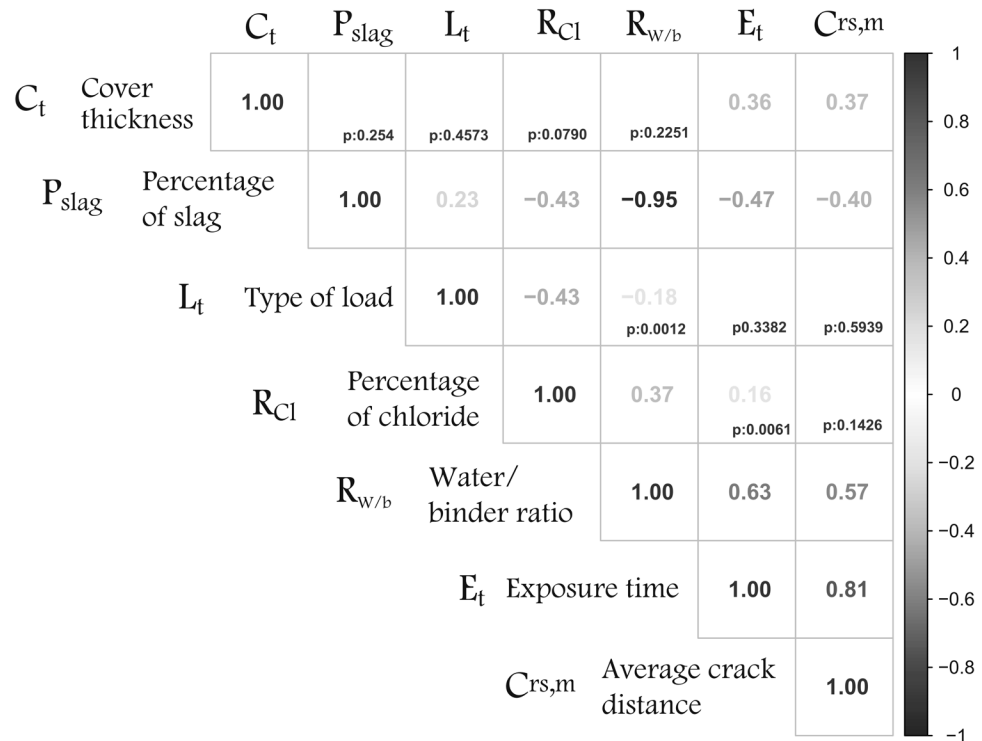 Ct Pslag Lt RCl RW/b Et Crs,m
Ct Cover thickness 1.00 p:0.254 p:0.4573 p:0.0790 p:0.2251 0.36 0.37
Pslag Percentage of slag 1.00 0.23 −0.43 −0.95 −0.47 −0.40
Lt Type of load 1.00 −0.43 −0.18 p:0.0012 p0.3382 p:0.5939
RCl Percentage of chloride 1.00 0.37 0.16 p:0.0061 p:0.1426
RW/b Water/ binder ratio 1.00 0.63 0.57
Et Exposure time 1.00 0.81
Crs,m Average crack distance 1.00
1
0.8
0.6
0.4
0.2
0
−0.2
−0.4
−0.6
−0.8
−1